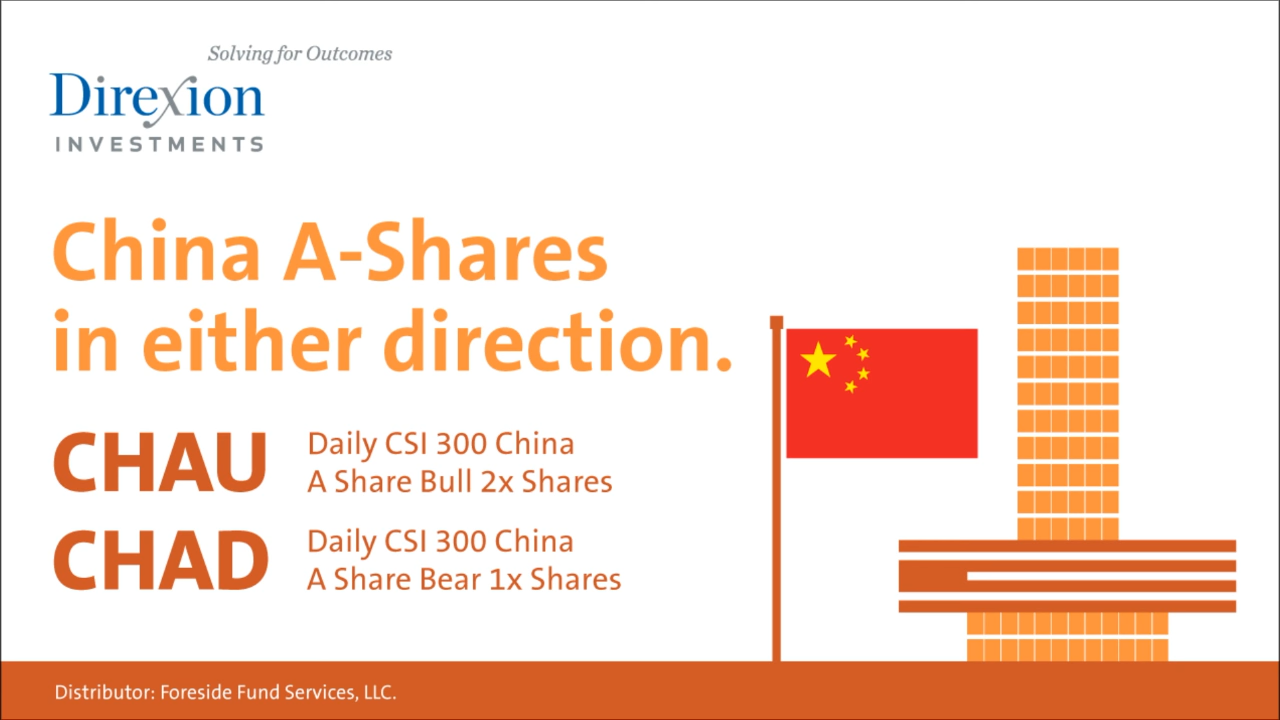 Solving for Outcomes
Direxion
INVESTMENTS
China A-Shares
in either direction.
CHAU
Daily CSI 300 China
A Share Bull 2x Shares
CHAD
Daily CSI 300 China
A Share Bear 1x Shares
Distributor: Foreside Fund Services, LLC.